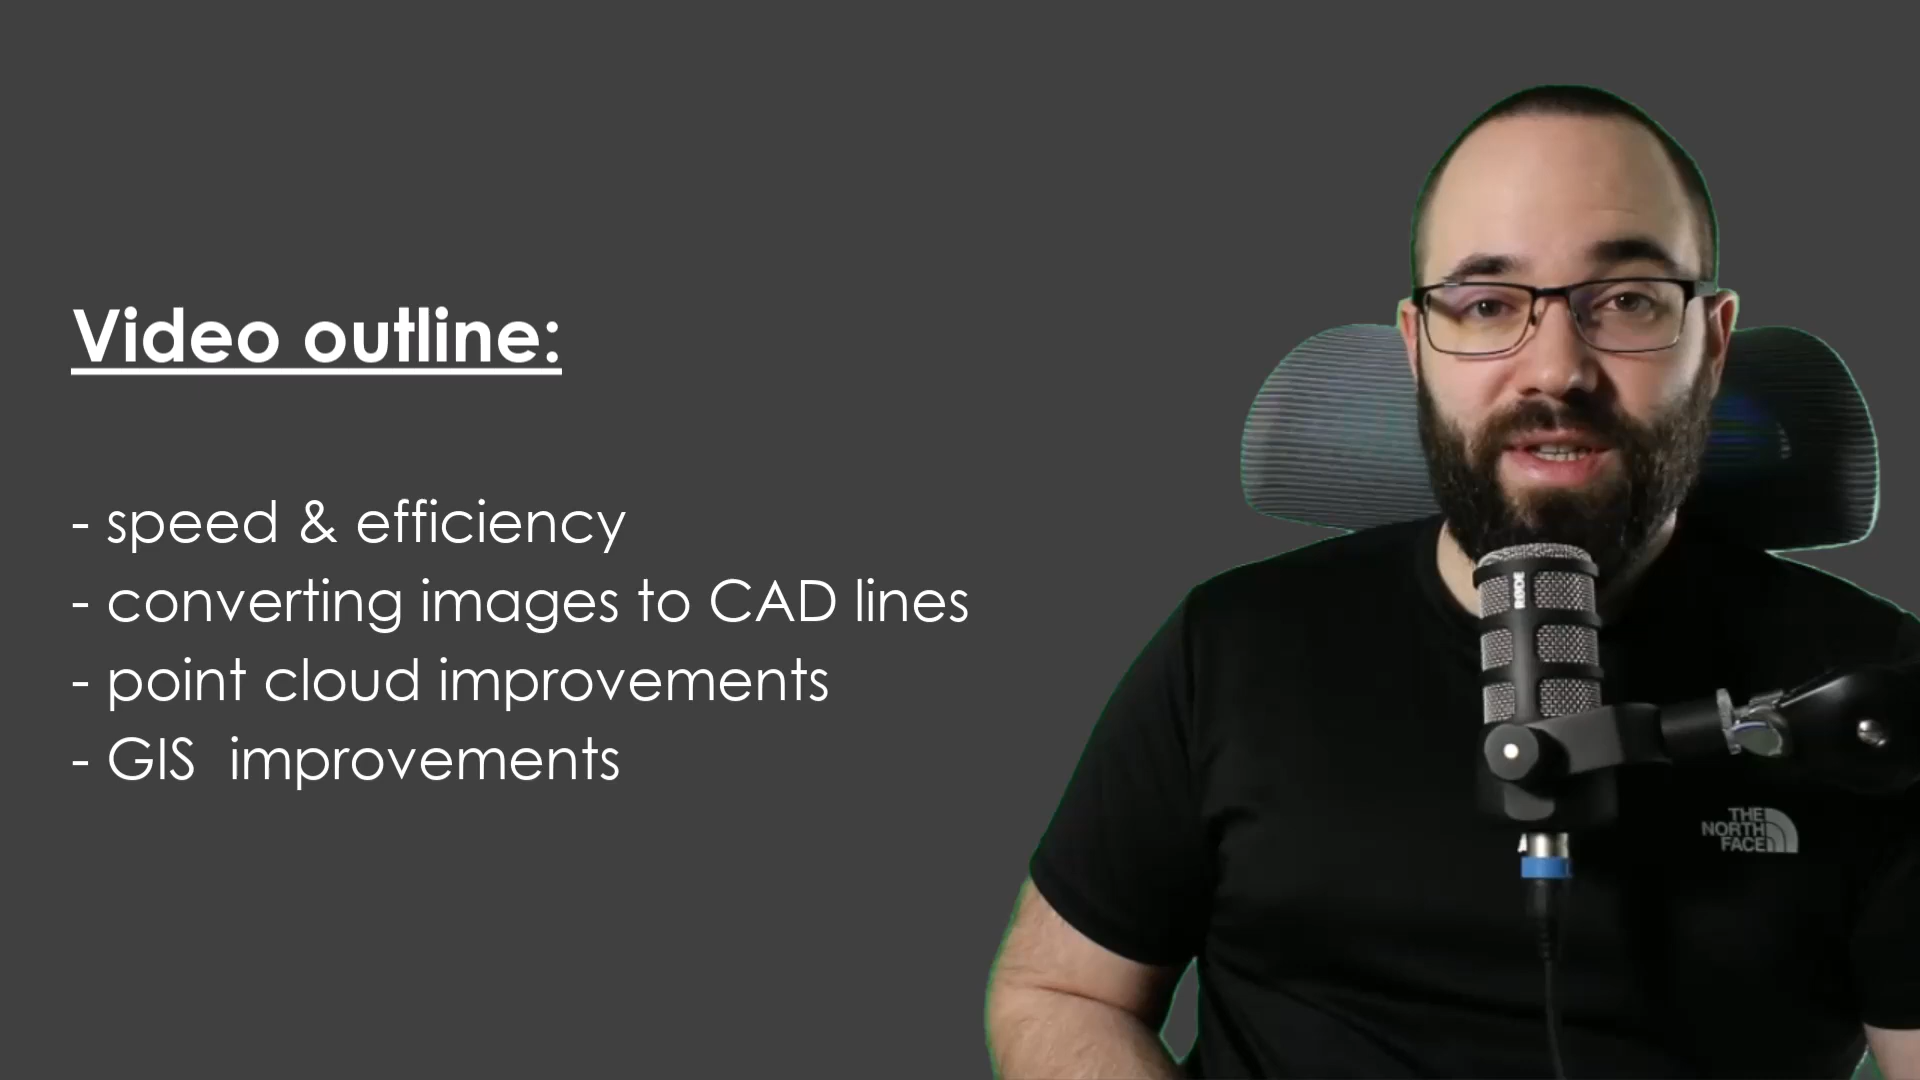 Video outline:
- speed & efficiency
- converting images to CAD lines
- point cloud improvements
- GIS  improvements
RØDE
THE
NORTH
FACE